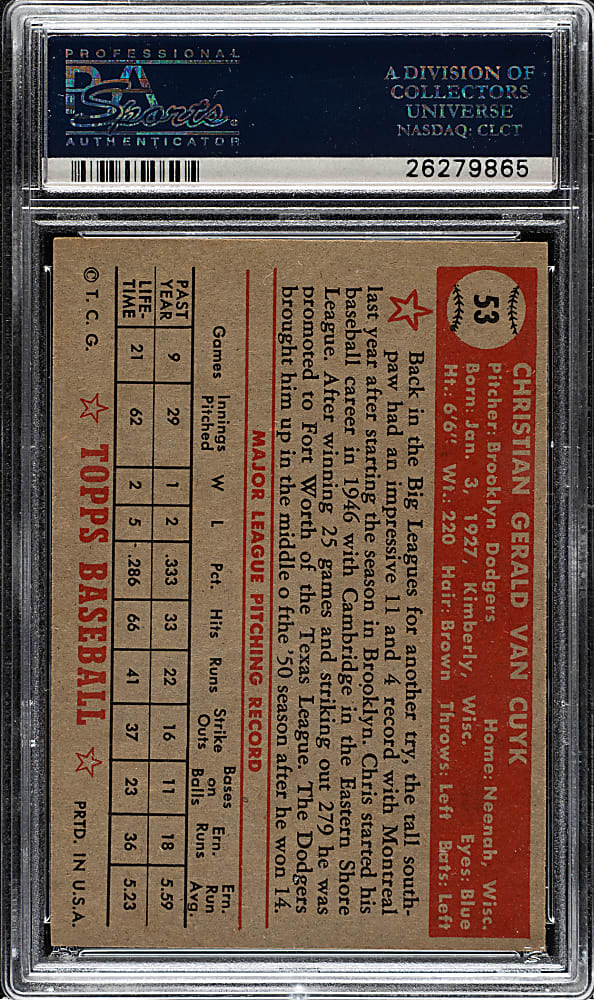 PROFESSIONAL
PSA
Sports
AUTHENTICATOR
A DIVISION OF
COLLECTORS
UNIVERSE
NASDAQ: CLCT
26279865
53
CHRISTIAN GERALD VAN CUYK
Pitcher: Brooklyn Dodgers Home: Neenah, Wisc.
Born: Jan. 3, 1927, Kimberly, Wisc. Eyes: Blue
Ht.: 6'6" Wt.: 220 Hair: Brown Throws: Left Bats: Left
Back in the Big Leagues for another try, the tall south-
paw had an impressive 11 and 4 record with Montreal
last year after starting the season in Brooklyn. Chris started his
baseball career in 1946 with Cambridge in the Eastern Shore
League. After winning 25 games and striking out 279 he was
promoted to Fort Worth of the Texas League. The Dodgers
brought him up in the middle o fthe '50 season after he won 14.
MAJOR LEAGUE PITCHING RECORD
Games Innings Pitched W L Pct. Hits Runs Strike Outs Bases on Balls Ern. Runs Ern. Run Avg.
PAST YEAR 9 29 1 2 .333 33 22 16 11 18 5.59
LIFE-TIME 21 62 2 5 .286 66 41 37 23 36 5.23
© T. C. G. TOPPS BASEBALL PRTD. IN U.S.A.